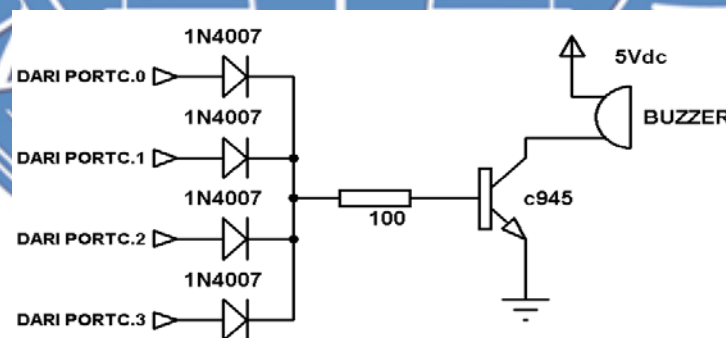 1N4007
5Vdc
DARI PORTC.0
1N4007
BUZZER
DARI PORTC.1
1N4007
c945
100
DARI PORTC.2
1N4007
DARI PORTC.3